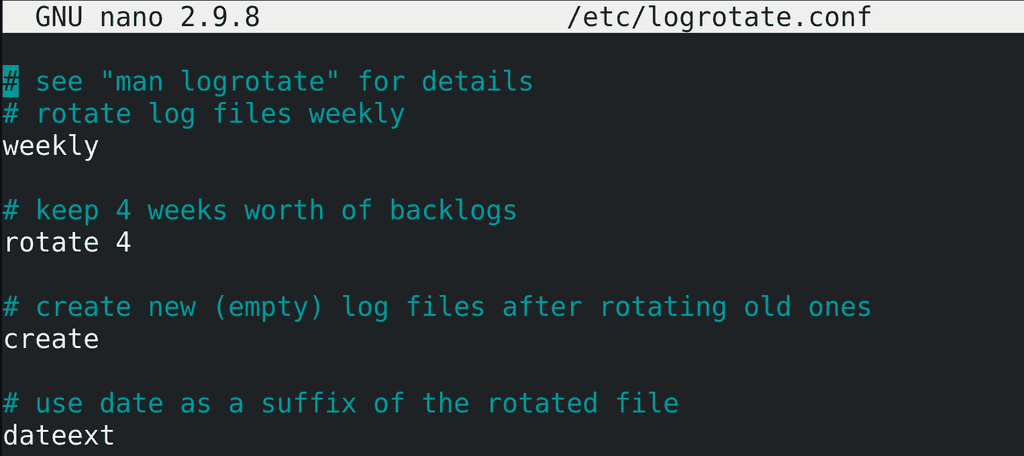 GNU nano 2.9.8 /etc/logrotate.conf
# see "man logrotate" for details
# rotate log files weekly
weekly
# keep 4 weeks worth of backlogs
rotate 4
# create new (empty) log files after rotating old ones
create
# use date as a suffix of the rotated file
dateext